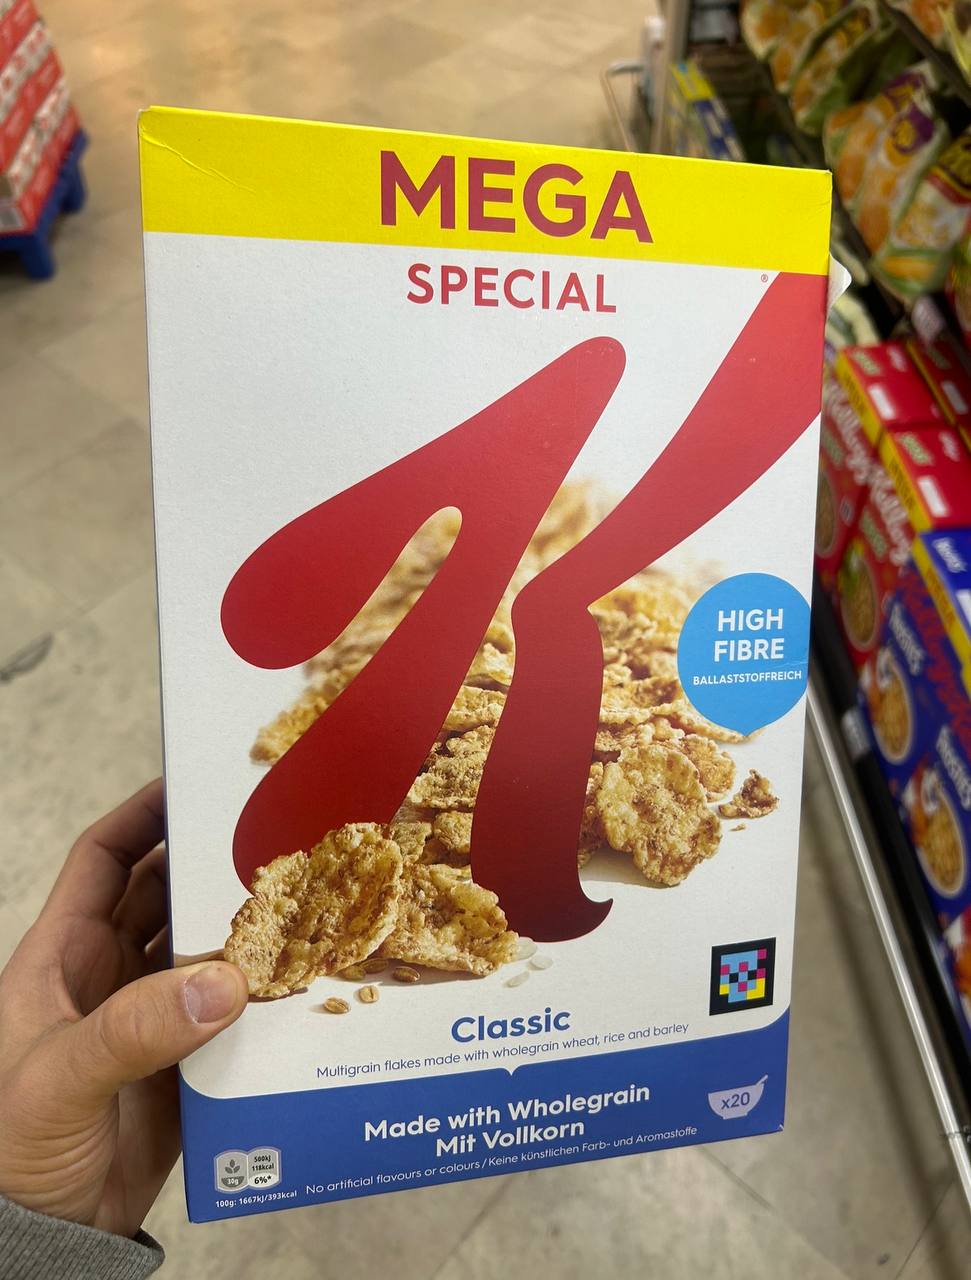 MEGA
SPECIAL
®
K
HIGH
FIBRE
BALLASTSTOFFREICH
Classic
Multigrain flakes made with wholegrain wheat, rice and barley
Made with Wholegrain
Mit Vollkorn
x20
No artificial flavours or colours / Keine künstlichen Farb- und Aromastoffe
30g
500kJ
118kcal
6%*
100g: 1667kJ/393kcal